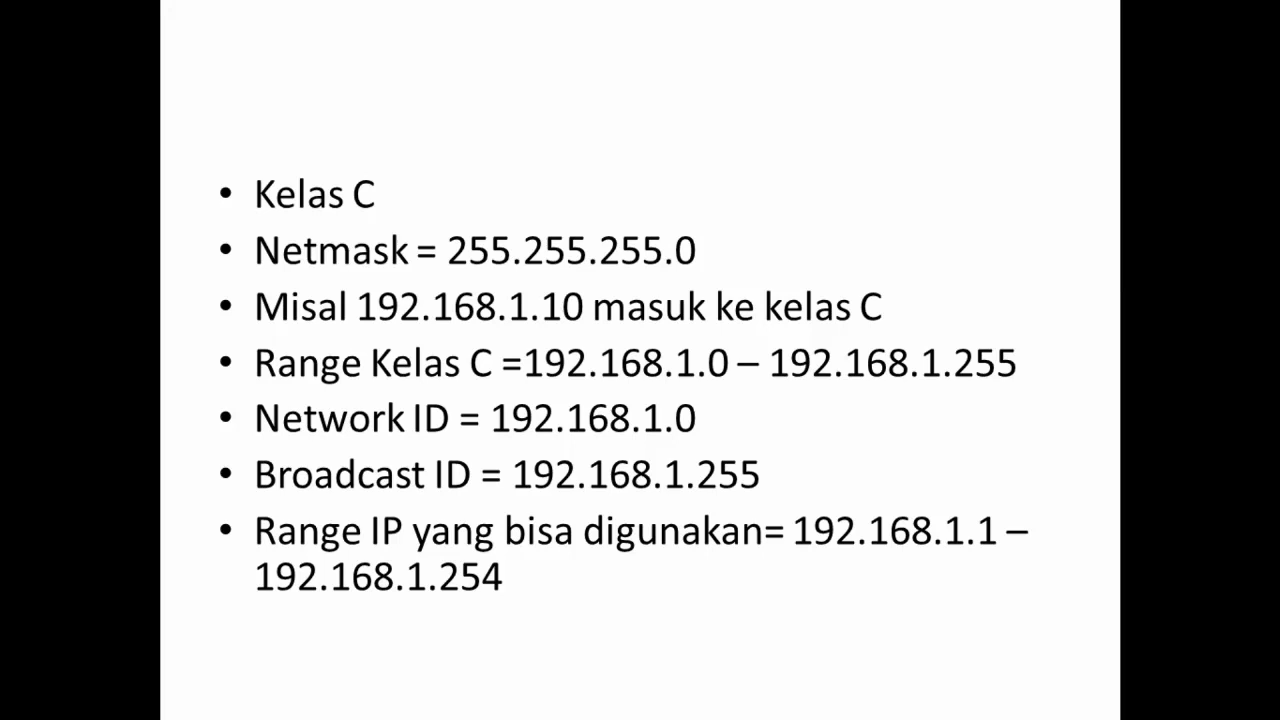 • Kelas C
• Netmask = 255.255.255.0
• Misal 192.168.1.10 masuk ke kelas C
• Range Kelas C =192.168.1.0 – 192.168.1.255
• Network ID = 192.168.1.0
• Broadcast ID = 192.168.1.255
• Range IP yang bisa digunakan= 192.168.1.1 –
192.168.1.254